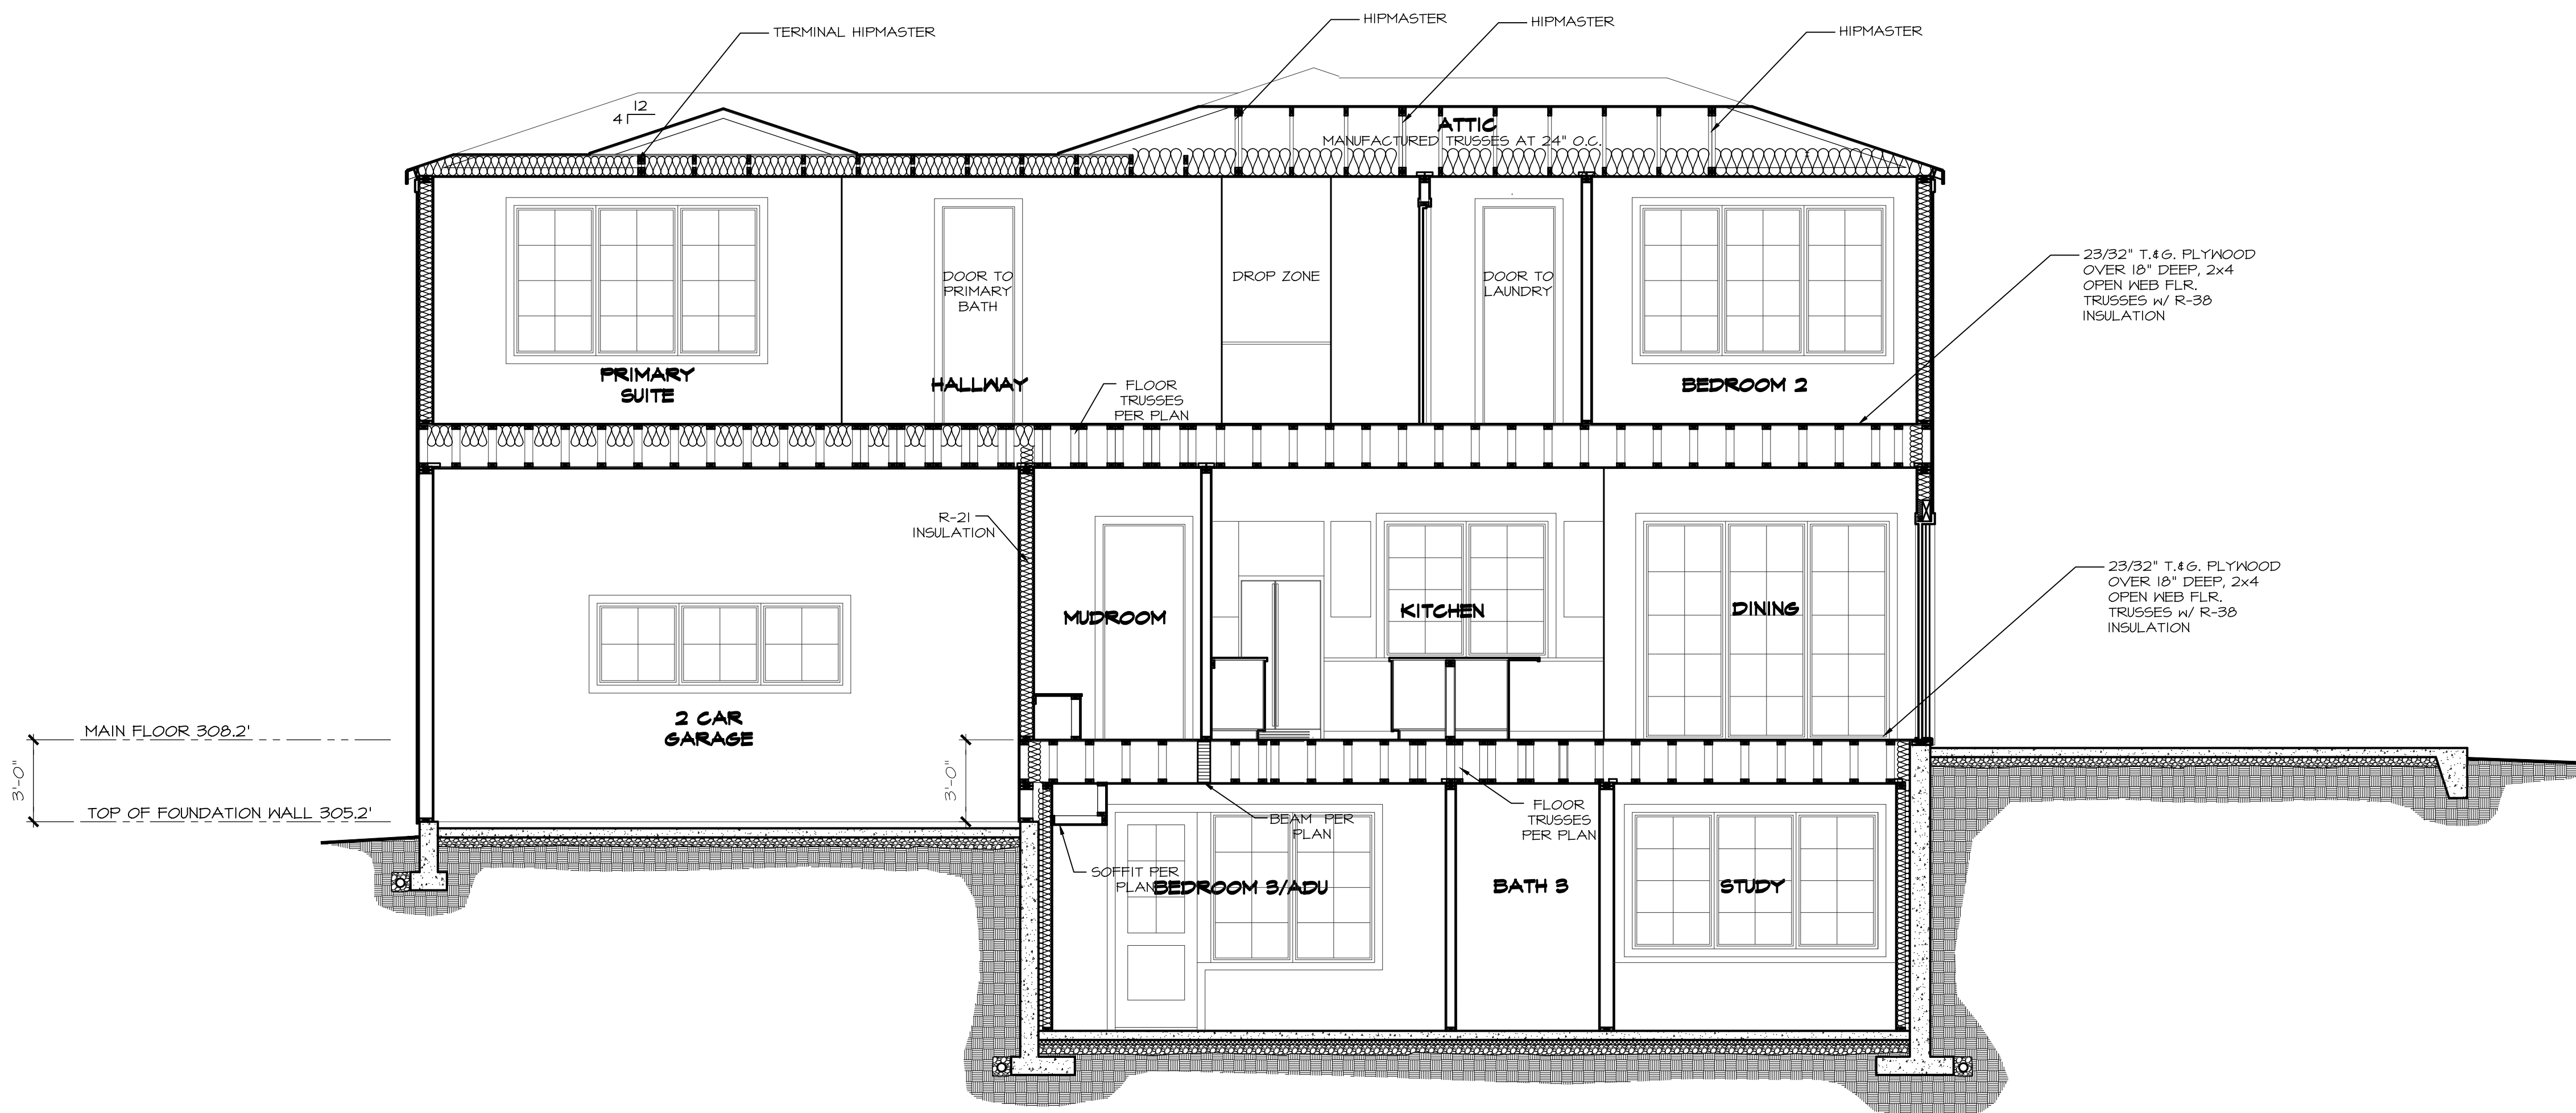 TERMINAL HIPMASTER
HIPMASTER
HIPMASTER
HIPMASTER
12
4
ATTIC
MANUFACTURED TRUSSES AT 24" O.C.
DOOR TO
PRIMARY
BATH
DROP ZONE
DOOR TO
LAUNDRY
23/32" T.&G. PLYWOOD
OVER 18" DEEP, 2x4
OPEN WEB FLR.
TRUSSES w/ R-38
INSULATION
PRIMARY
SUITE
HALLWAY
FLOOR
TRUSSES
PER PLAN
BEDROOM 2
R-21
INSULATION
23/32" T.&G. PLYWOOD
OVER 18" DEEP, 2x4
OPEN WEB FLR.
TRUSSES w/ R-38
INSULATION
MUDROOM
KITCHEN
DINING
2 CAR
GARAGE
MAIN FLOOR 308.2'
3'-0"
TOP OF FOUNDATION WALL 305.2'
3'-0"
BEAM PER
PLAN
FLOOR
TRUSSES
PER PLAN
SOFFIT PER
PLAN
BEDROOM 3/ADU
BATH 3
STUDY